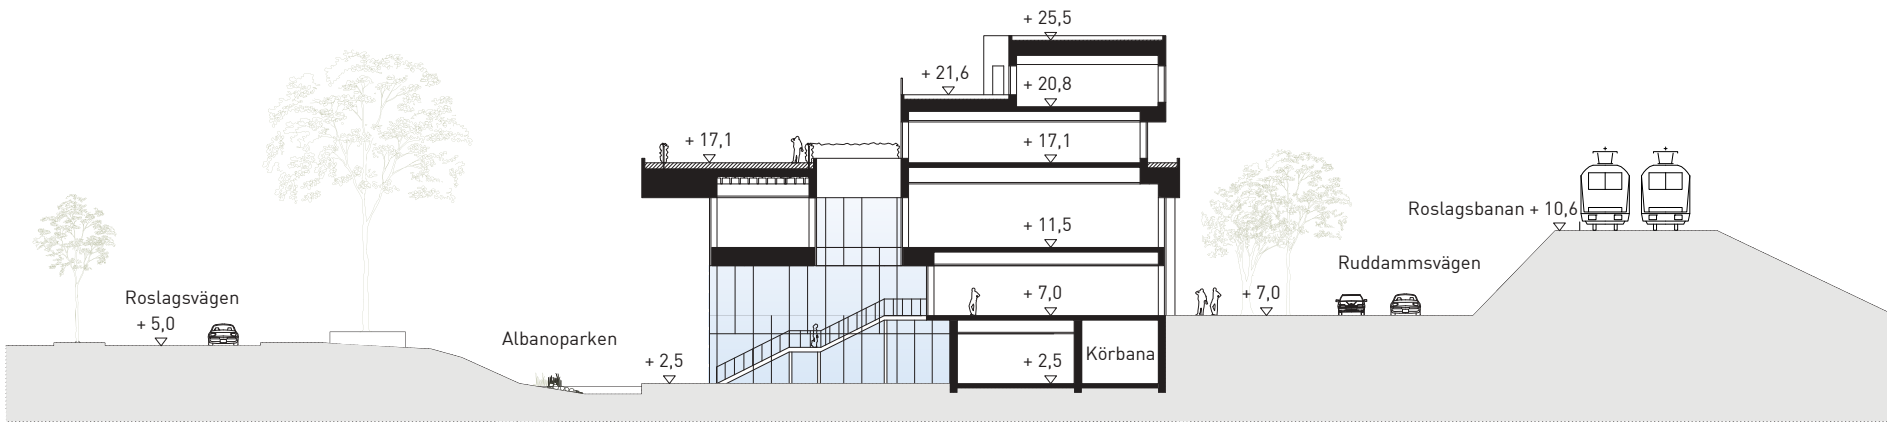 + 25,5
+ 21,6
+ 20,8
+ 17,1
+ 17,1
Roslagsbanan + 10,6
+ 11,5
Ruddammsvägen
Roslagsvägen
+ 5,0
+ 7,0
+ 7,0
Albanoparken
+ 2,5
+ 2,5
Körbana